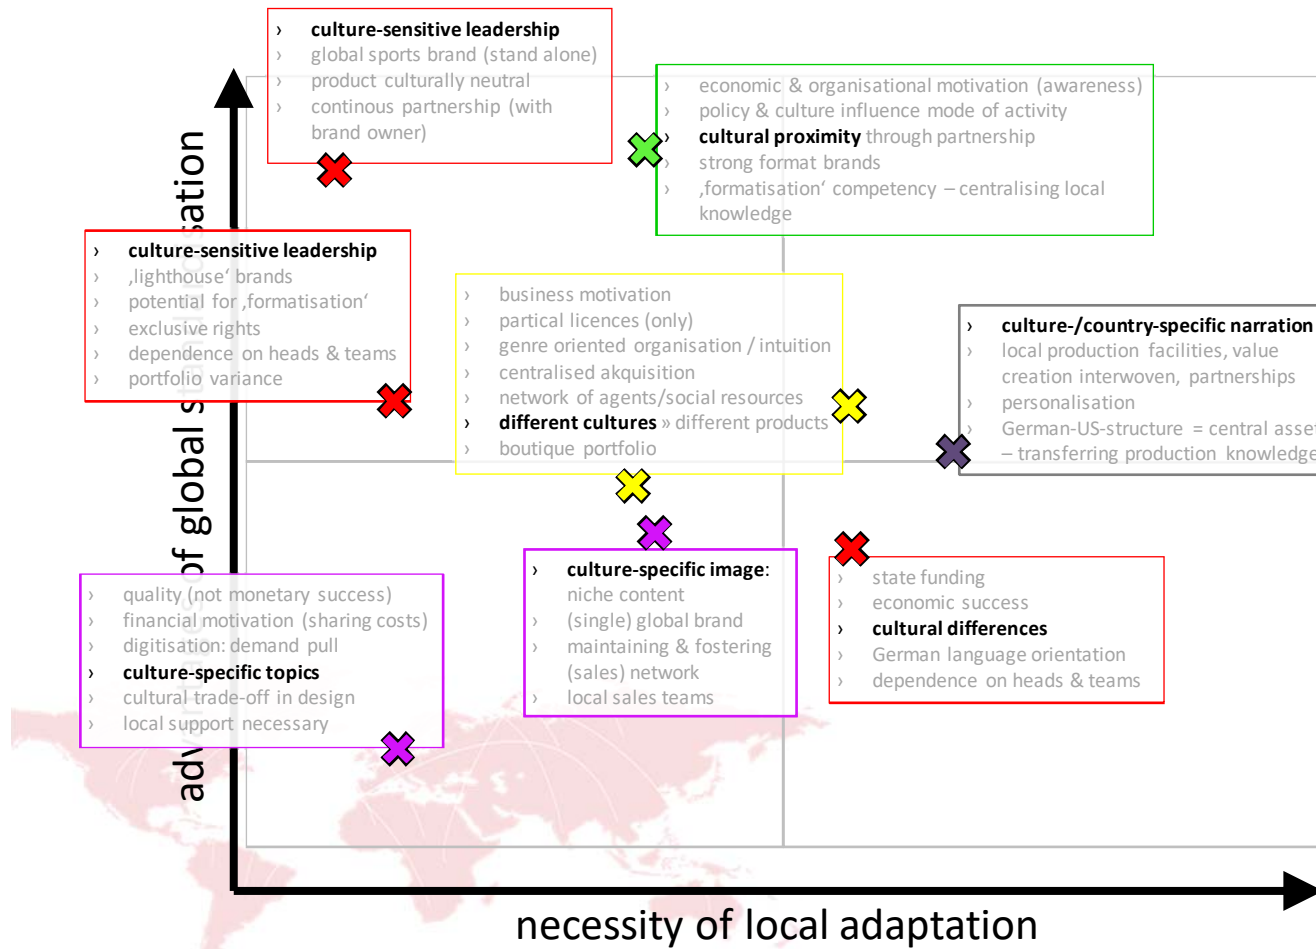 › culture-sensitive leadership
› global sports brand (stand alone)
› product culturally neutral
› continous partnership (with
brand owner)
› economic & organisational motivation (awareness)
› policy & culture influence mode of activity
› cultural proximity through partnership
› strong format brands
› ‚formatisation‘ competency – centralising local
knowledge
› culture-sensitive leadership
› ‚lighthouse‘ brands
› potential for ‚formatisation‘
› exclusive rights
› dependence on heads & teams
› portfolio variance
› business motivation
› partical licences (only)
› genre oriented organisation / intuition
› centralised akquisition
› network of agents/social resources
› different cultures » different products
› boutique portfolio
› culture-/country-specific narration
› local production facilities, value
creation interwoven, partnerships
› personalisation
› German-US-structure = central asset
– transferring production knowledge
› quality (not monetary success)
› financial motivation (sharing costs)
› digitisation: demand pull
› culture-specific topics
› cultural trade-off in design
› local support necessary
› culture-specific image:
niche content
› (single) global brand
› maintaining & fostering
(sales) network
› local sales teams
› state funding
› economic success
› cultural differences
› German language orientation
› dependence on heads & teams
advantages of global standardisation
necessity of local adaptation